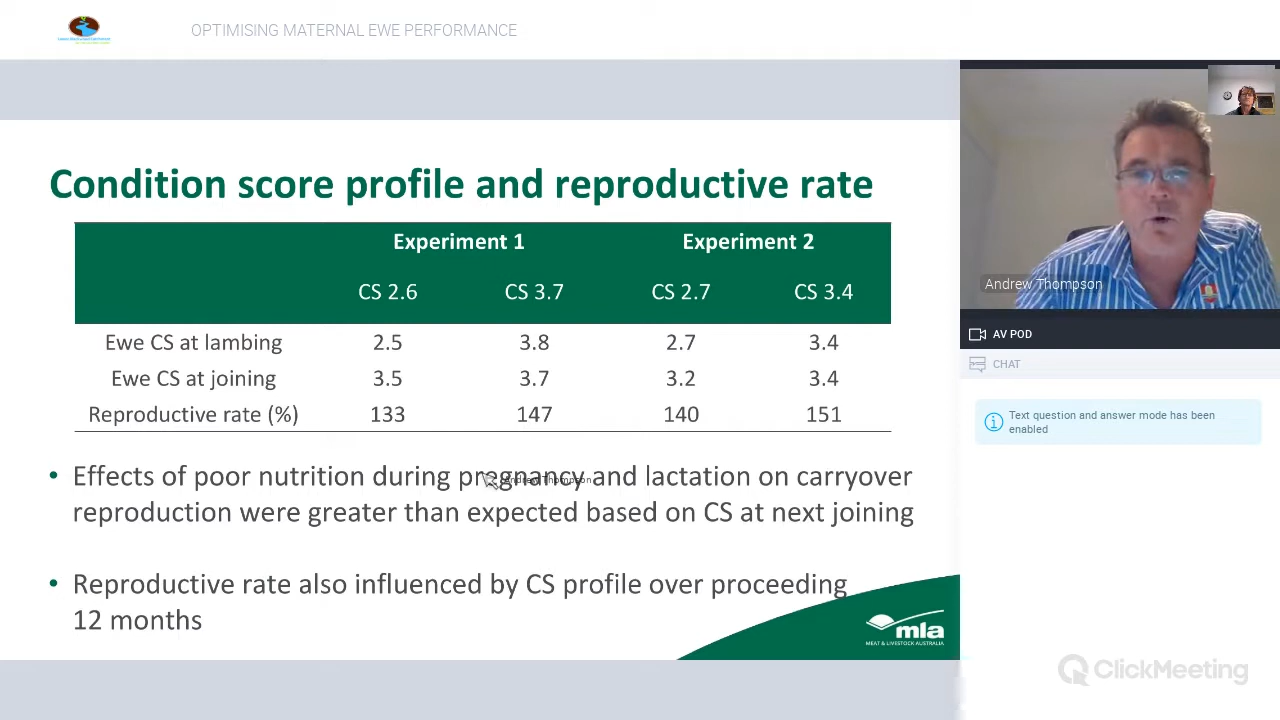 OPTIMISING MATERNAL EWE PERFORMANCE
Condition score profile and reproductive rate
Experiment 1 Experiment 2
CS 2.6 CS 3.7 CS 2.7 CS 3.4
Ewe CS at lambing 2.5 3.8 2.7 3.4
Ewe CS at joining 3.5 3.7 3.2 3.4
Reproductive rate (%) 133 147 140 151
• Effects of poor nutrition during pregnancy and lactation on carryover
Andrew Thompson
reproduction were greater than expected based on CS at next joining
• Reproductive rate also influenced by CS profile over proceeding
12 months
mla
MEAT & LIVESTOCK AUSTRALIA
Andrew Thompson
AV POD
CHAT
Text question and answer mode has been
enabled
ClickMeeting